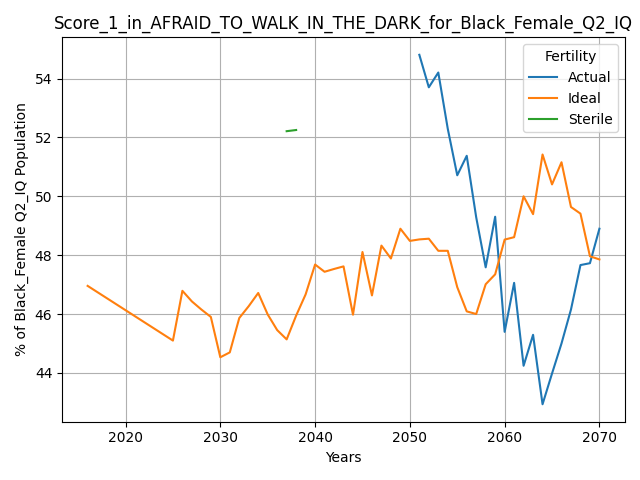 Score_1_in_AFRAID_TO_WALK_IN_THE_DARK_for_Black_Female_Q2_IQ
Fertility
Actual
Ideal
Sterile
% of Black_Female Q2_IQ Population
54
52
50
48
46
44
2020
2030
2040
2050
2060
2070
Years